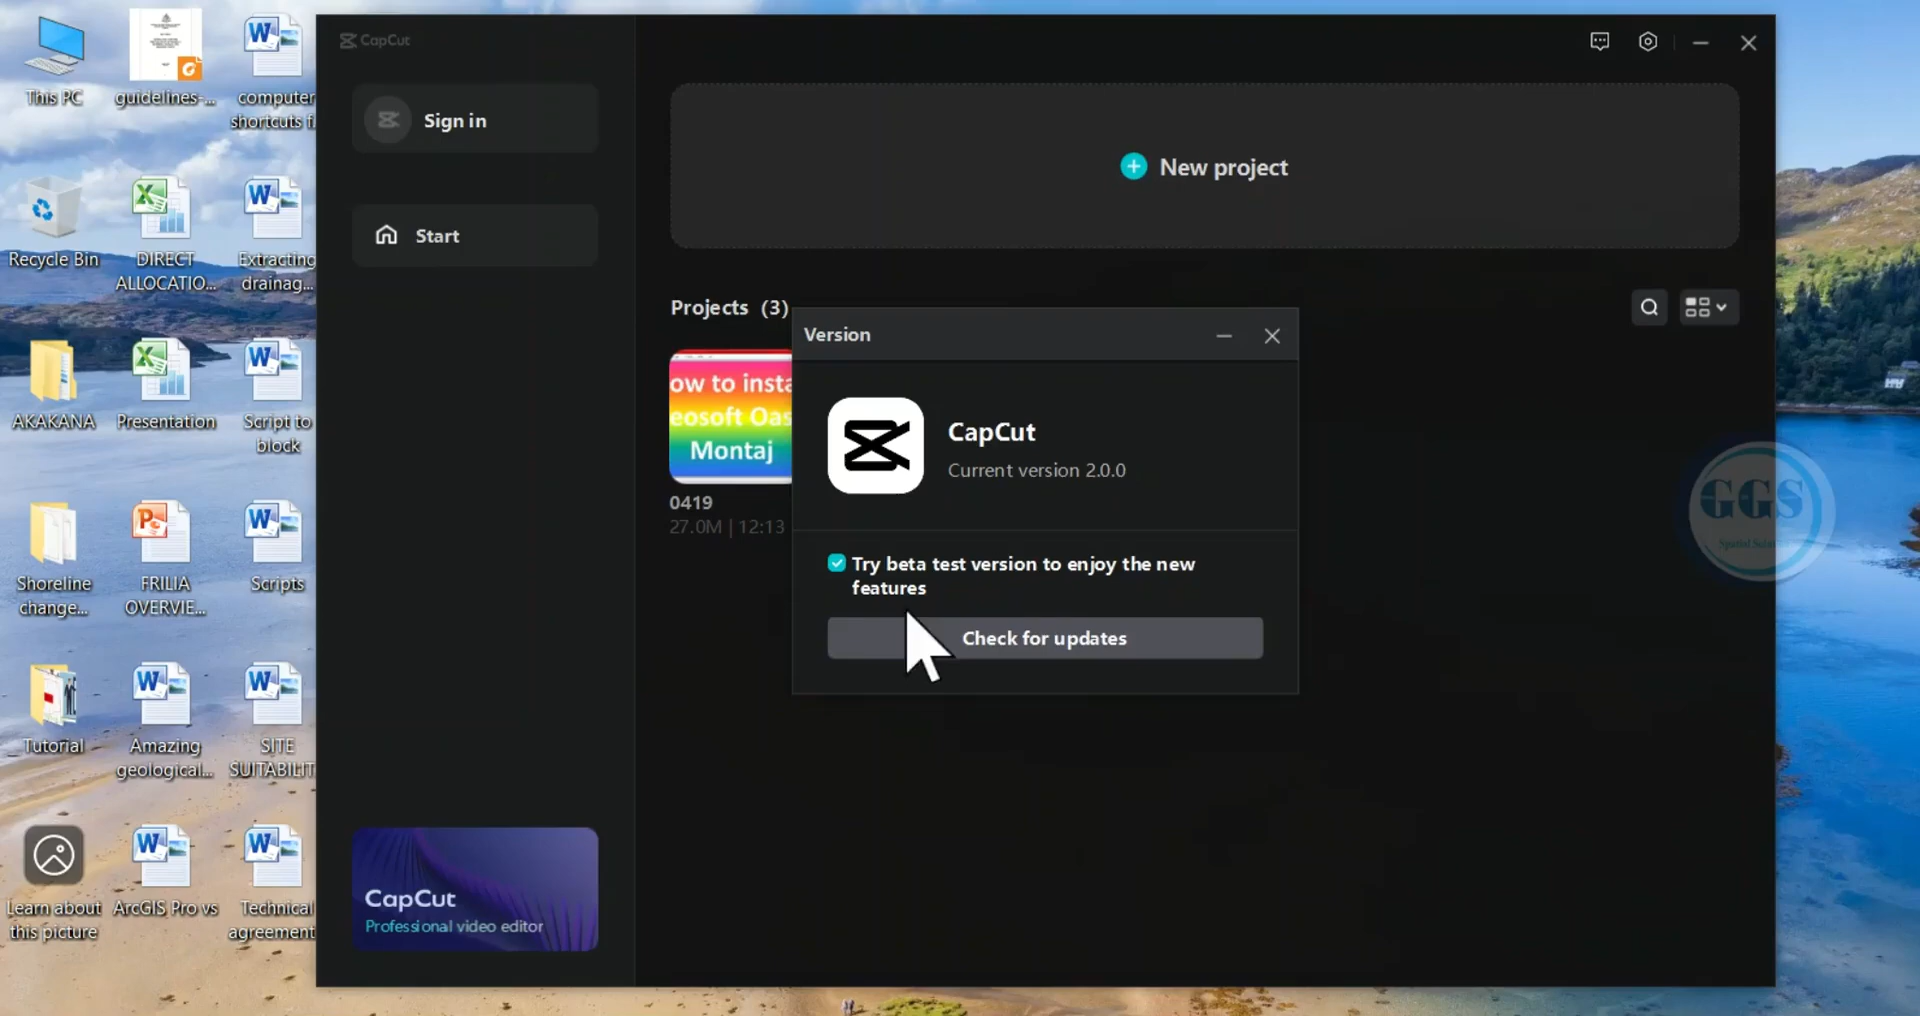 This PC
guidelines-...
computer
shortcuts f.
Recycle Bin
DIRECT
ALLOCATIO...
Extracting
drainag...
AKAKANA
Presentation
Script to
block
Shoreline
change...
FRILIA
OVERVIE...
Scripts
Tutorial
Amazing
geological...
SITE
SUITABILIT
Learn about
this picture
ArcGIS Pro vs
Technical
agreement
CapCut
Sign in
Start
CapCut
Professional video editor
New project
Projects (3)
ow to insta
eosoft Oas
Montaj
0419
27.0M | 12:13
Version
CapCut
Current version 2.0.0
Try beta test version to enjoy the new
features
Check for updates
GGS